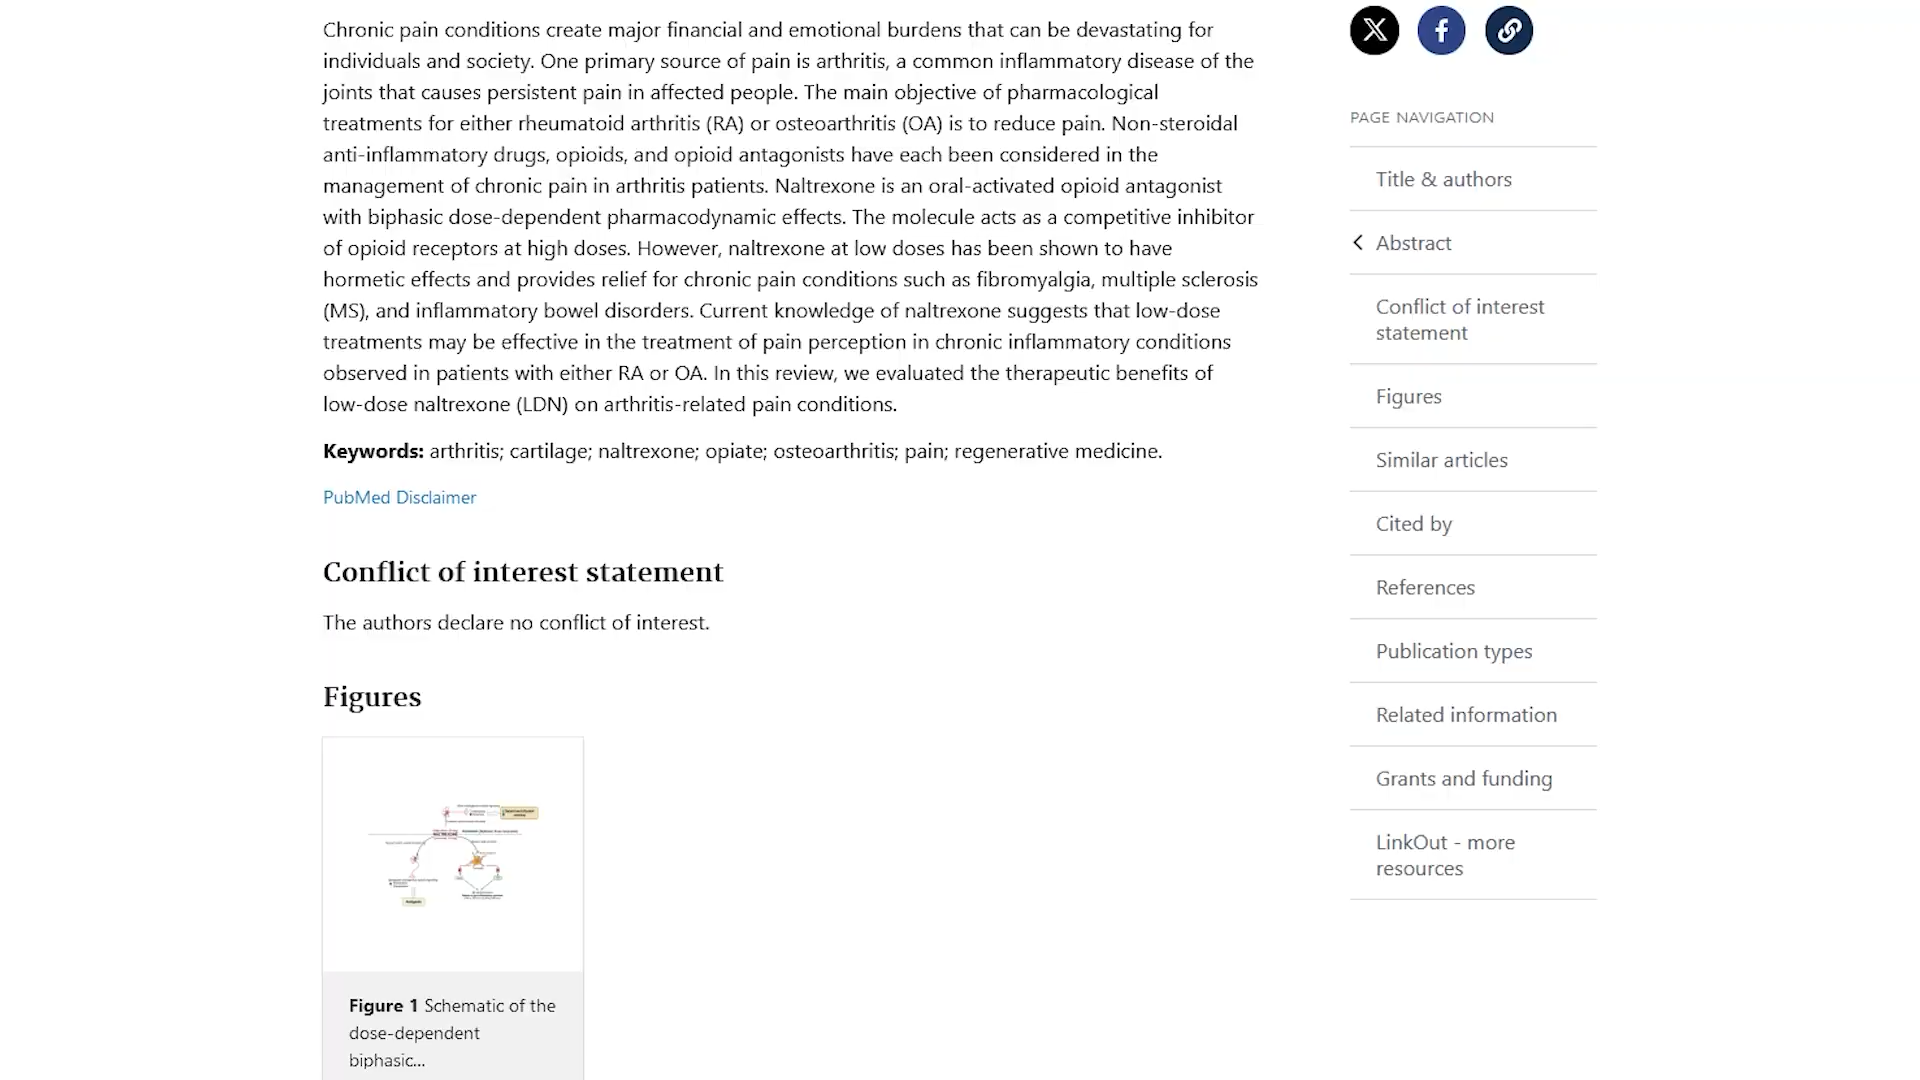 Chronic pain conditions create major financial and emotional burdens that can be devastating for
individuals and society. One primary source of pain is arthritis, a common inflammatory disease of the
joints that causes persistent pain in affected people. The main objective of pharmacological
treatments for either rheumatoid arthritis (RA) or osteoarthritis (OA) is to reduce pain. Non-steroidal
anti-inflammatory drugs, opioids, and opioid antagonists have each been considered in the
management of chronic pain in arthritis patients. Naltrexone is an oral-activated opioid antagonist
with biphasic dose-dependent pharmacodynamic effects. The molecule acts as a competitive inhibitor
of opioid receptors at high doses. However, naltrexone at low doses has been shown to have
hormetic effects and provides relief for chronic pain conditions such as fibromyalgia, multiple sclerosis
(MS), and inflammatory bowel disorders. Current knowledge of naltrexone suggests that low-dose
treatments may be effective in the treatment of pain perception in chronic inflammatory conditions
observed in patients with either RA or OA. In this review, we evaluated the therapeutic benefits of
low-dose naltrexone (LDN) on arthritis-related pain conditions.
Keywords: arthritis; cartilage; naltrexone; opiate; osteoarthritis; pain; regenerative medicine.
PubMed Disclaimer
Conflict of interest statement
The authors declare no conflict of interest.
Figures
Figure 1 Schematic of the
dose-dependent
biphasic...
PAGE NAVIGATION
Title & authors
Abstract
Conflict of interest
statement
Figures
Similar articles
Cited by
References
Publication types
Related information
Grants and funding
LinkOut - more
resources